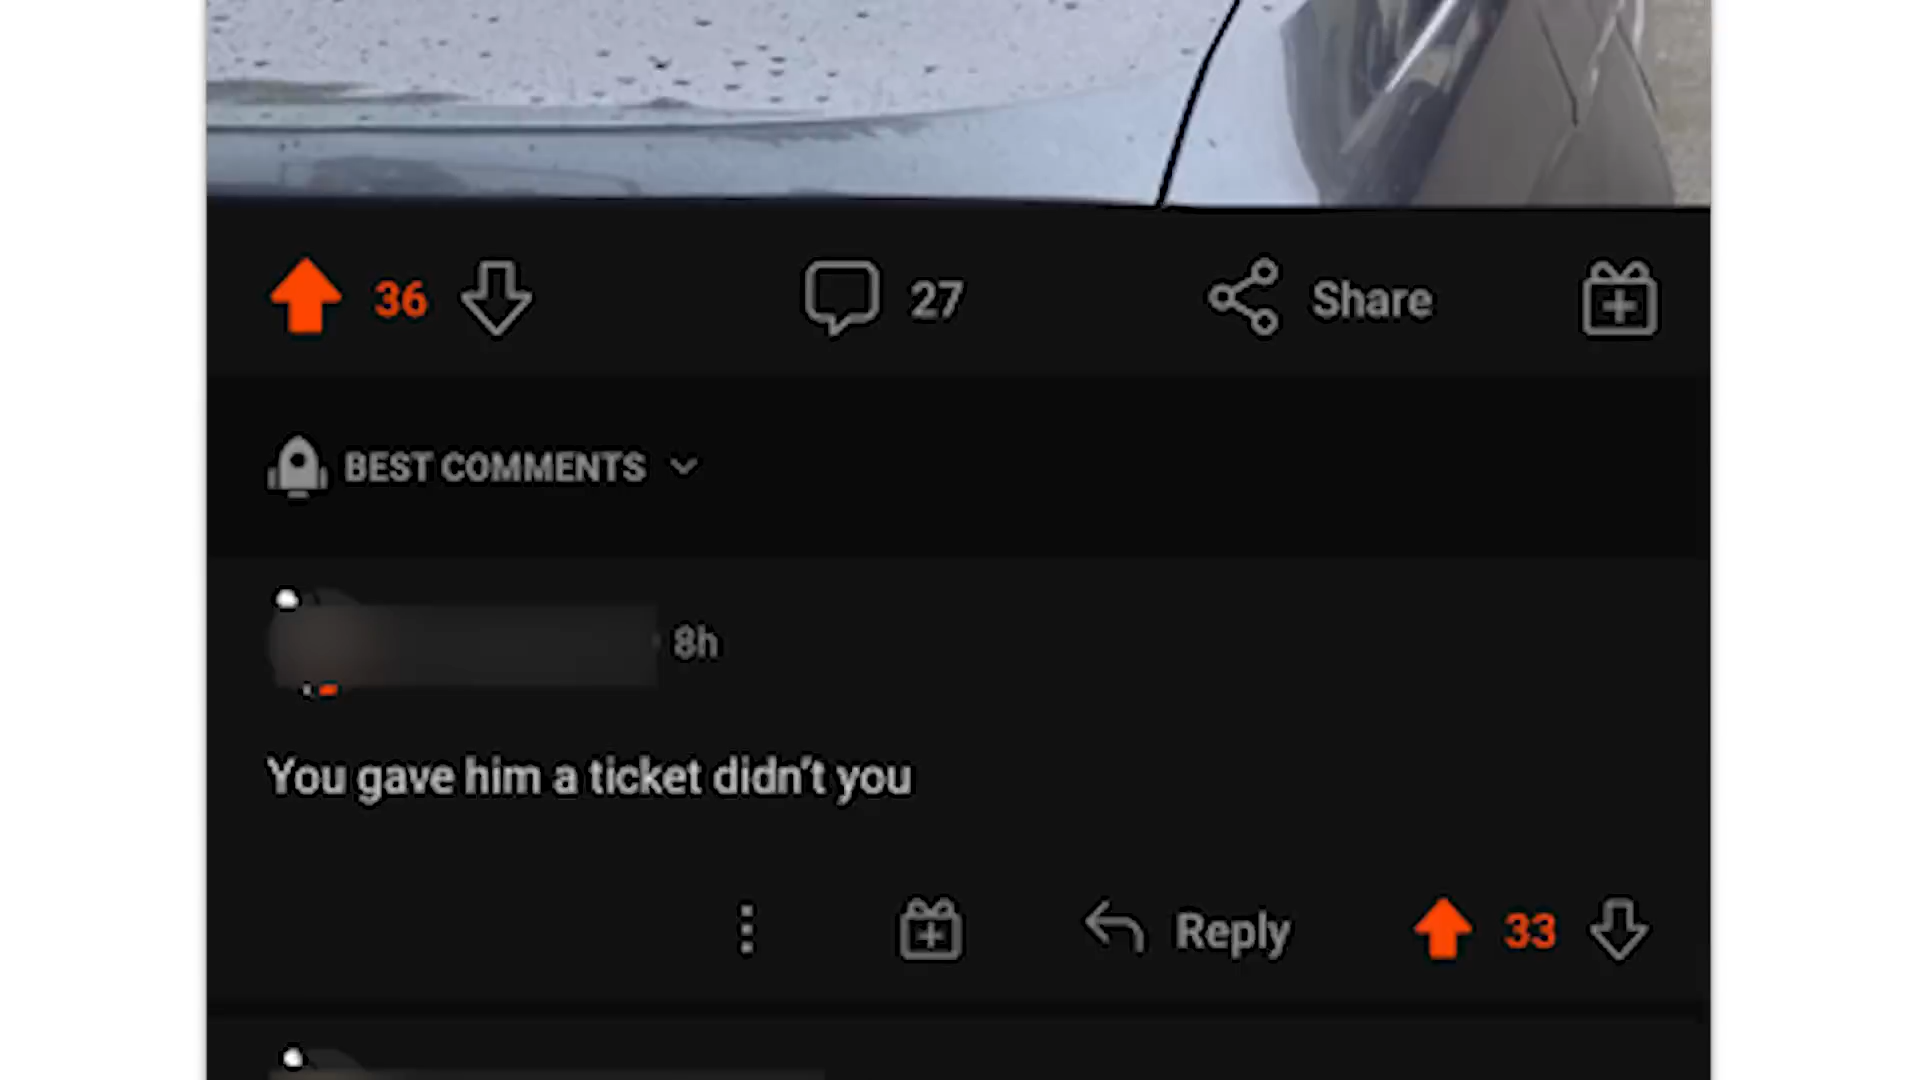 36
27
Share
BEST COMMENTS
8h
You gave him a ticket didn't you
Reply
33